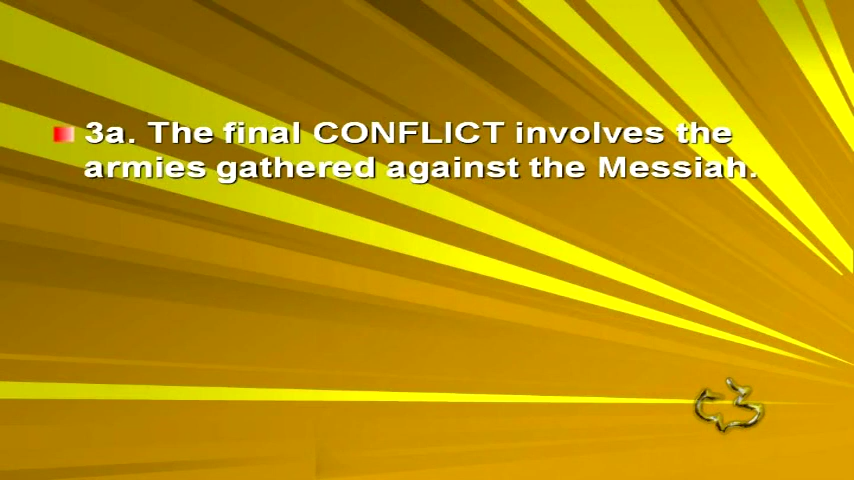 3a. The final CONFLICT involves the
armies gathered against the Messiah.